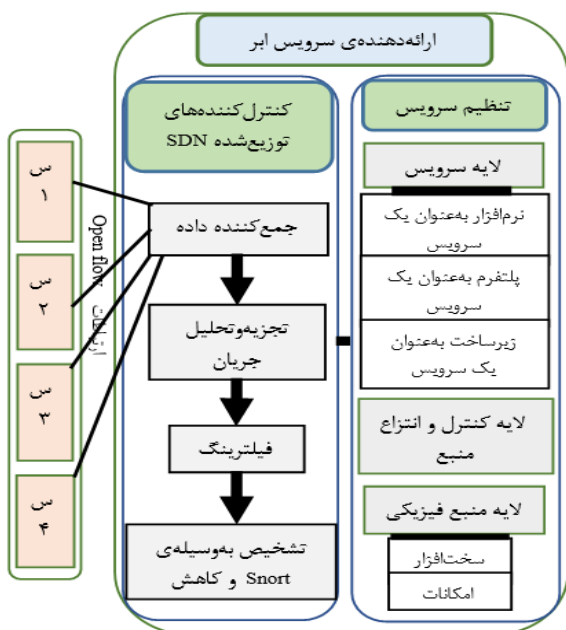 ارائه‌دهنده‌ی سرویس ابر
تنظیم سرویس
لایه سرویس
نرم‌افزار به‌عنوان یک
سرویس
پلتفرم به‌عنوان یک
سرویس
زیرساخت به‌عنوان
یک سرویس
لایه کنترل و انتزاع
منبع
لایه منبع فیزیکی
سخت‌افزار
امکانات
کنترل‌کننده‌های
توزیع‌شده SDN
جمع‌کننده داده
تجزیه‌وتحلیل
جریان
فیلترینگ
تشخیص به‌وسیله‌ی
Snort و کاهش
ارتباطات Open flow
س
۱
س
۲
س
۳
س
۴